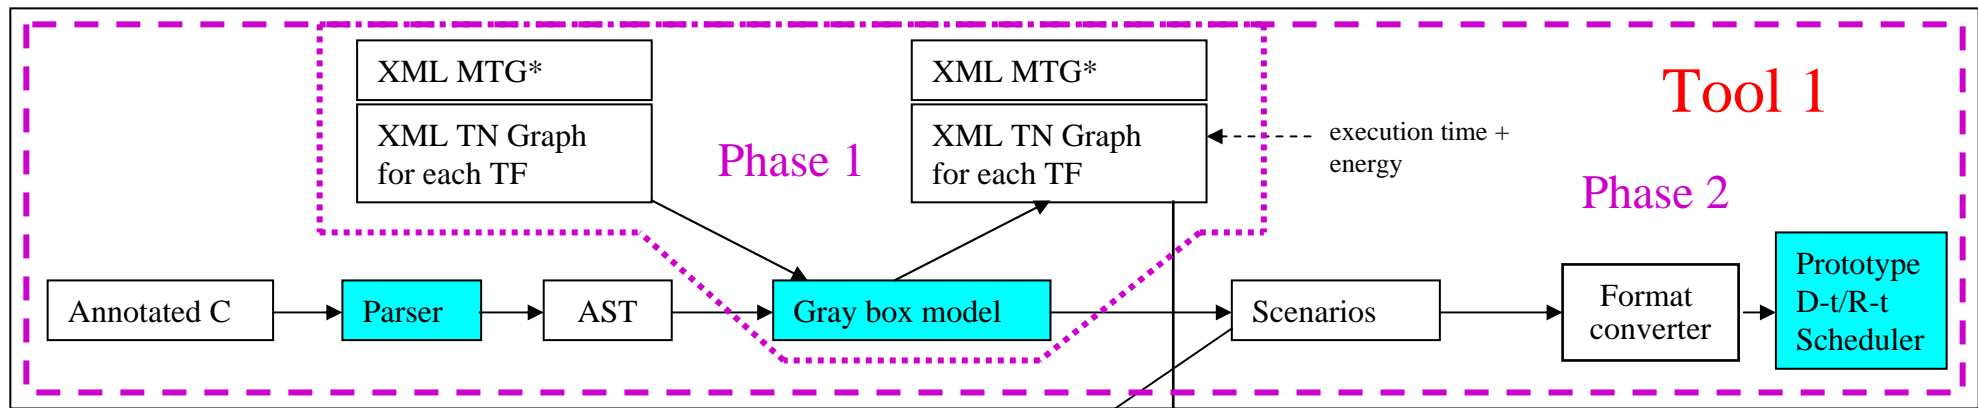 XML MTG*
XML TN Graph
for each TF
Phase 1
XML MTG*
XML TN Graph
for each TF
execution time +
energy
Tool 1
Phase 2
Annotated C
Parser
AST
Gray box model
Scenarios
Format
converter
Prototype
D-t/R-t
Scheduler